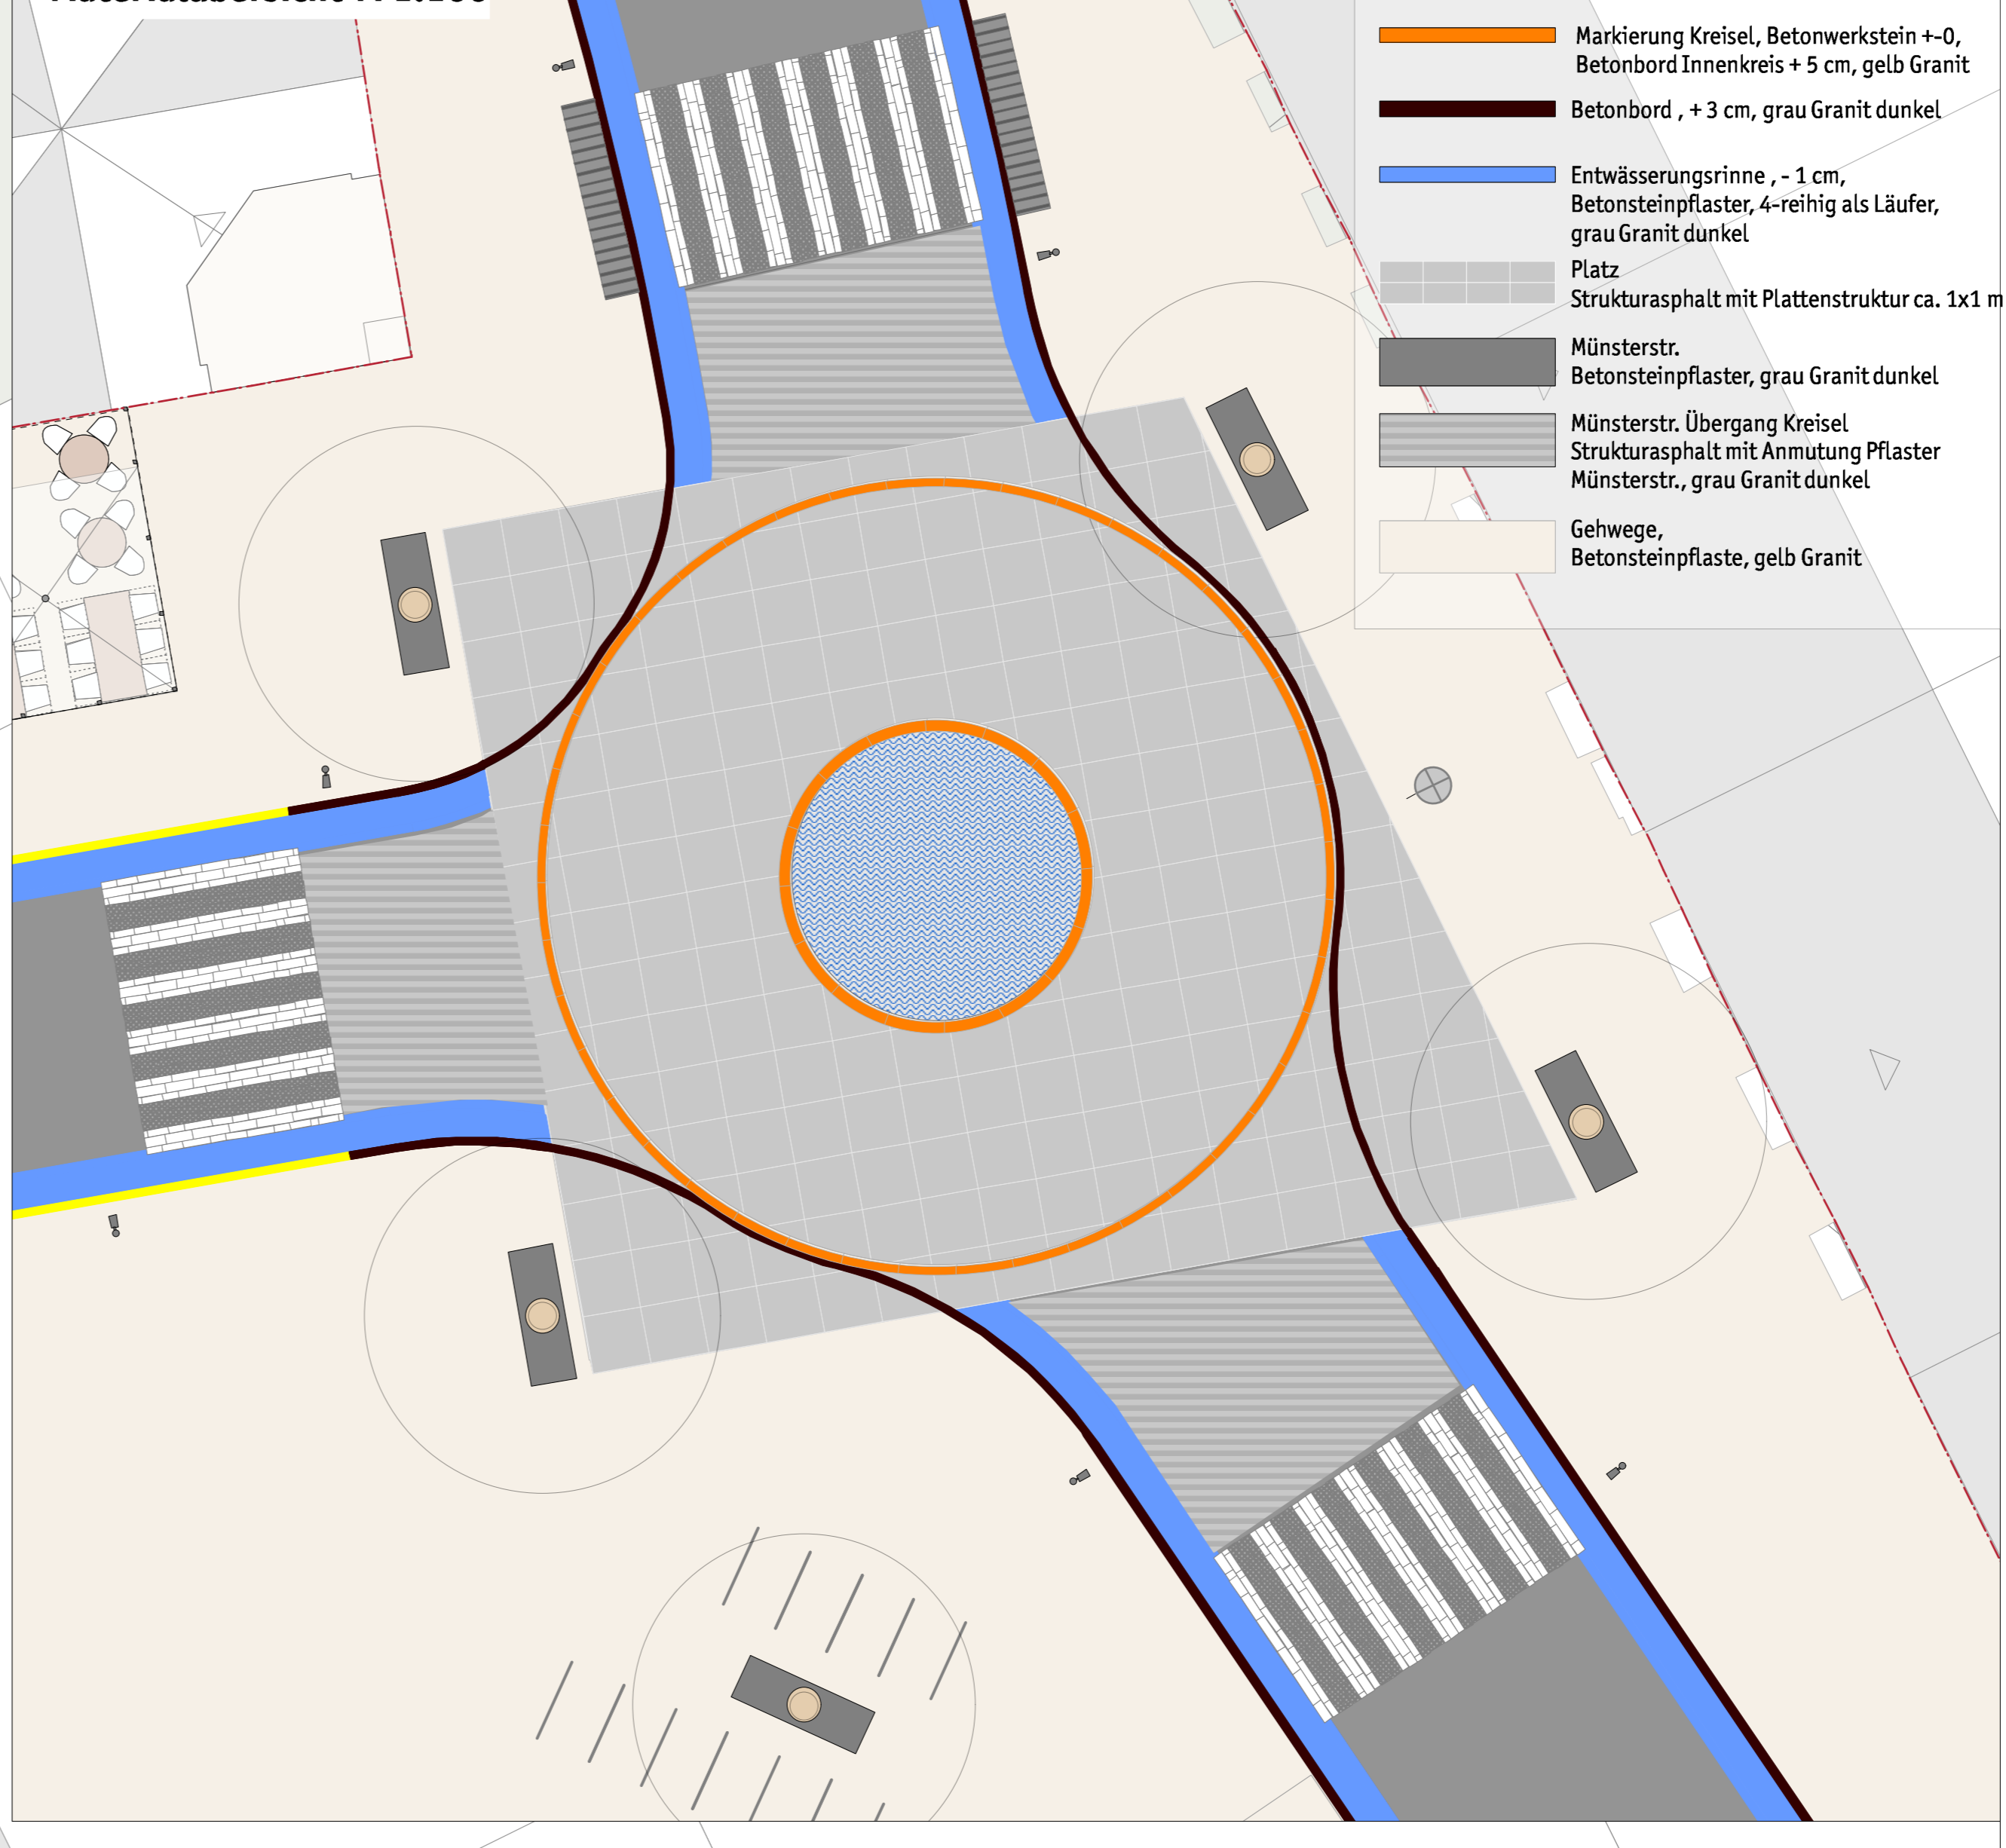 Markierung Kreisel, Betonwerkstein +-0,
Betonbord Innenkreis + 5 cm, gelb Granit
Betonbord , + 3 cm, grau Granit dunkel
Entwässerungsrinne , - 1 cm,
Betonsteinpflaster, 4-reihig als Läufer,
grau Granit dunkel
Platz
Strukturasphalt mit Plattenstruktur ca. 1x1 m
Münsterstr.
Betonsteinpflaster, grau Granit dunkel
Münsterstr. Übergang Kreisel
Strukturasphalt mit Anmutung Pflaster
Münsterstr., grau Granit dunkel
Gehwege,
Betonsteinpflaste, gelb Granit